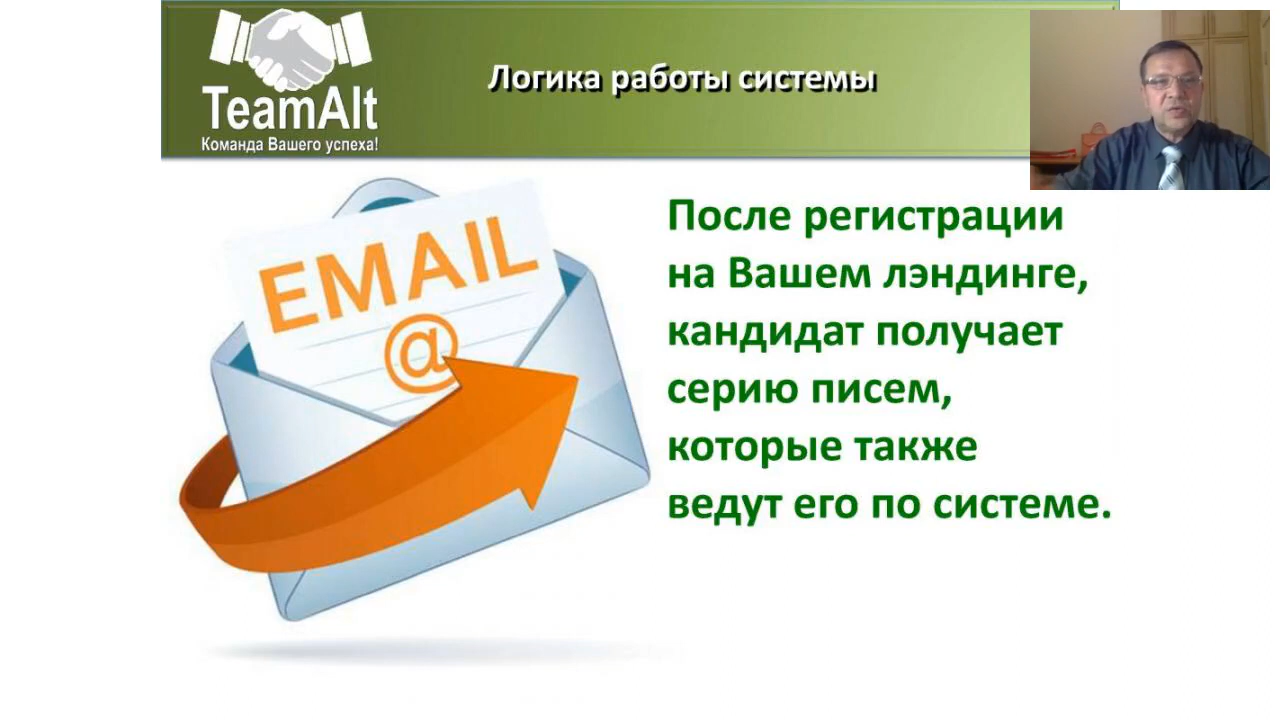 TeamAlt
Команда Вашего успеха!
Логика работы системы
EMAIL
@
После регистрации
на Вашем лэндинге,
кандидат получает
серию писем,
которые также
ведут его по системе.